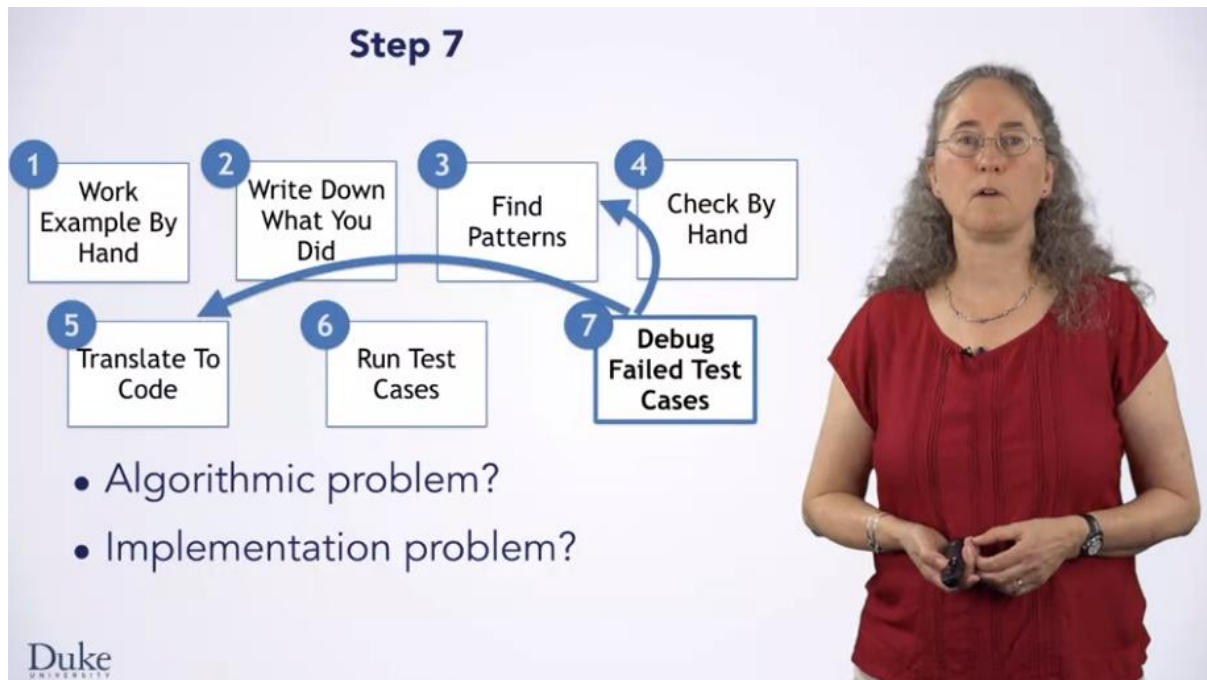 Step 7
1
Work
Example By
Hand
2
Write Down
What You
Did
3
Find
Patterns
4
Check By
Hand
5
Translate To
Code
6
Run Test
Cases
7
Debug
Failed Test
Cases
• Algorithmic problem?
• Implementation problem?
Duke
UNIVERSITY